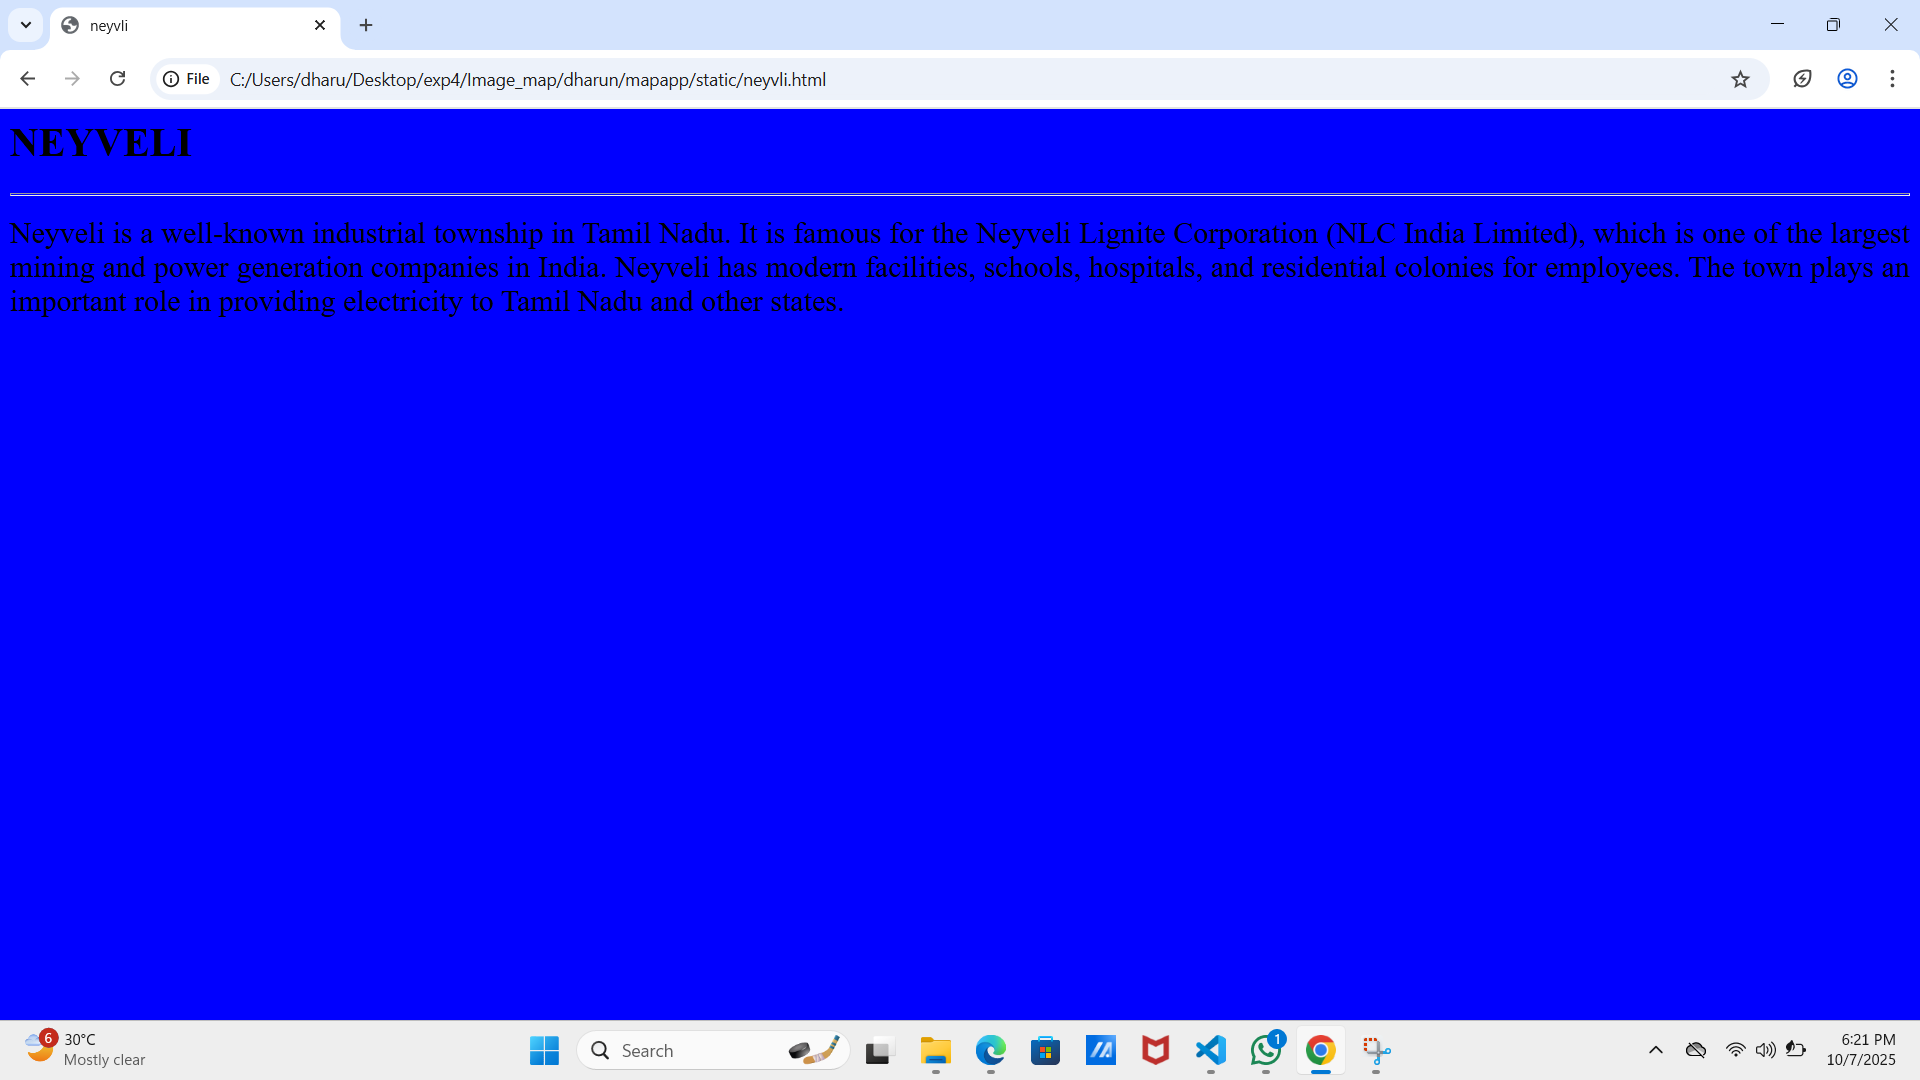 neyvli
File
C:/Users/dharu/Desktop/exp4/Image_map/dharun/mapapp/static/neyvli.html
NEYVELI
Neyveli is a well-known industrial township in Tamil Nadu. It is famous for the Neyveli Lignite Corporation (NLC India Limited), which is one of the largest
mining and power generation companies in India. Neyveli has modern facilities, schools, hospitals, and residential colonies for employees. The town plays an
important role in providing electricity to Tamil Nadu and other states.
6
30°C
Mostly clear
Search
1
6:21 PM
10/7/2025